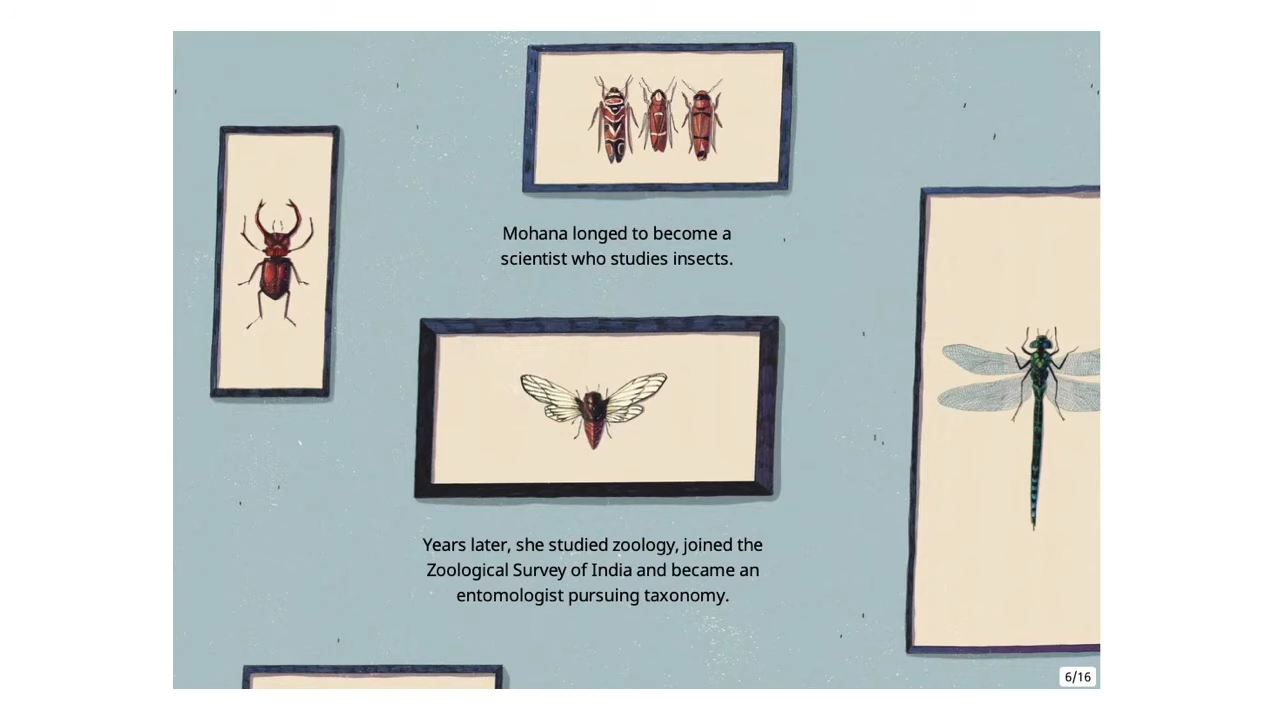 Mohana longed to become a
scientist who studies insects.
Years later, she studied zoology, joined the
Zoological Survey of India and became an
entomologist pursuing taxonomy.
6/16